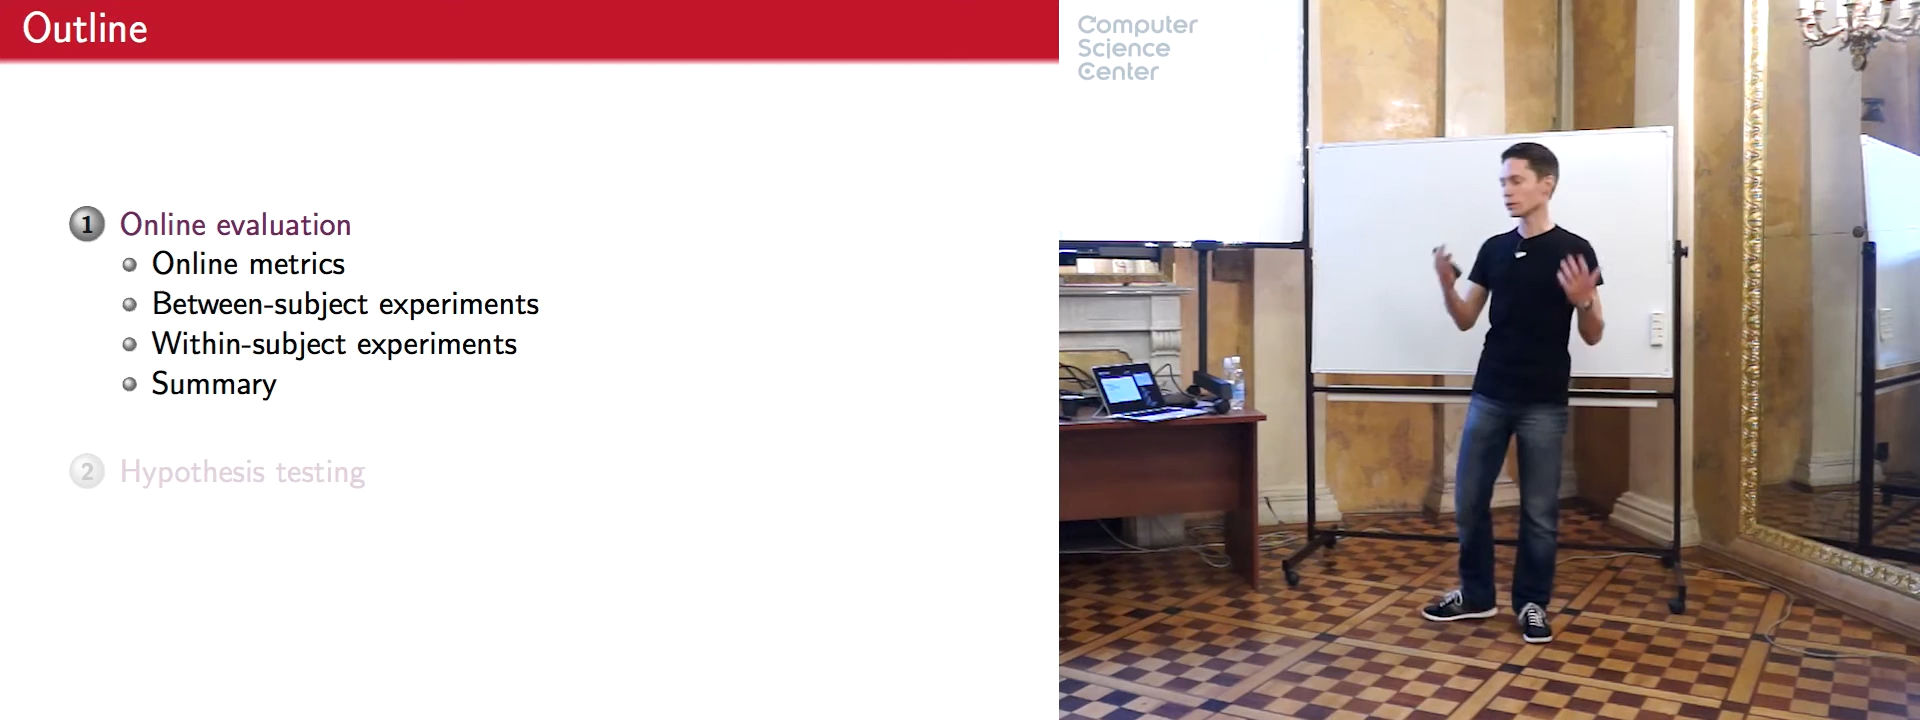 Outline
1 Online evaluation
Online metrics
Between-subject experiments
Within-subject experiments
Summary
2 Hypothesis testing
Computer
Science
Center